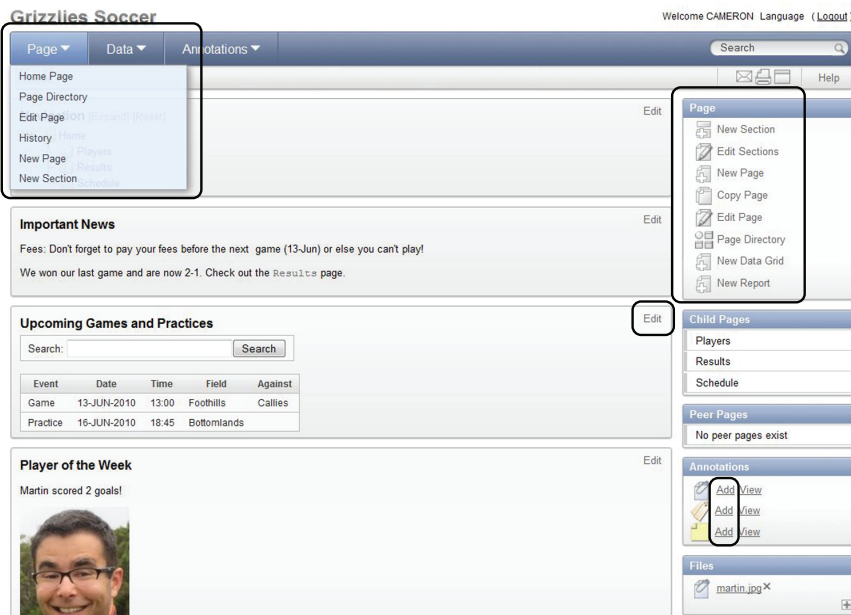 Grizzlies Soccer
Welcome CAMERON Language (Logout)
Page Data Annotations
Search
Help
Home Page
Page Directory
Edit Page
History
New Page
New Section
[Expand] [Reset]
Home
Players
Results
Schedule
Edit
Important News
Edit
Fees: Don't forget to pay your fees before the next game (13-Jun) or else you can't play!
We won our last game and are now 2-1. Check out the Results page.
Upcoming Games and Practices
Edit
Search: Search
Event Date Time Field Against
Game 13-JUN-2010 13:00 Foothills Callies
Practice 16-JUN-2010 18:45 Bottomlands
Player of the Week
Edit
Martin scored 2 goals!
Page
New Section
Edit Sections
New Page
Copy Page
Edit Page
Page Directory
New Data Grid
New Report
Child Pages
Players
Results
Schedule
Peer Pages
No peer pages exist
Annotations
Add View
Add View
Add View
Files
martin.jpg